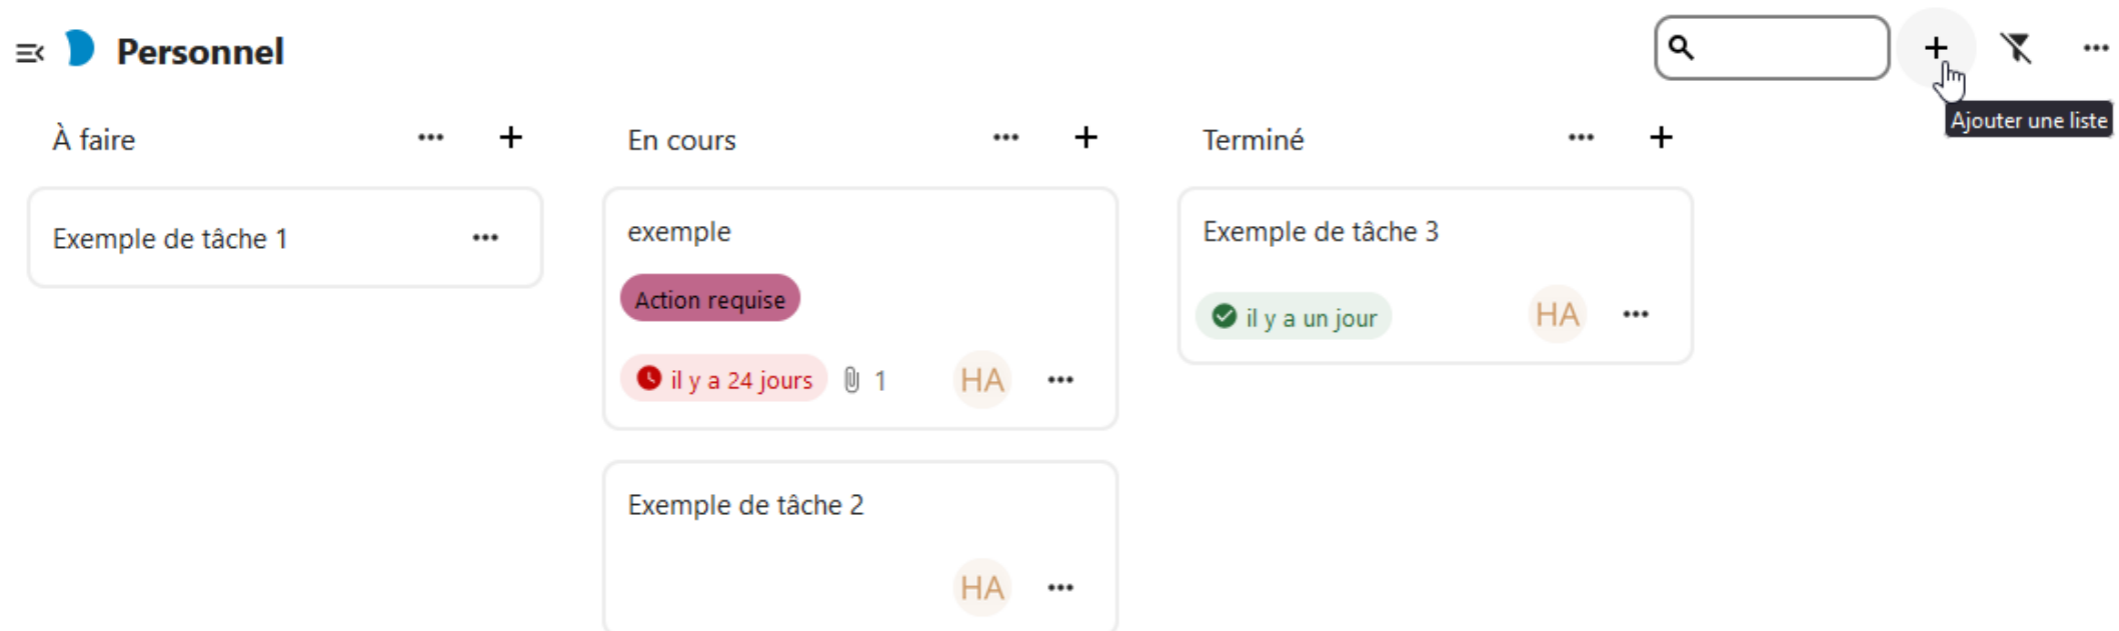 Personnel
Ajouter une liste
À faire
Exemple de tâche 1
En cours
exemple
Action requise
il y a 24 jours
1
HA
Exemple de tâche 2
HA
Terminé
Exemple de tâche 3
il y a un jour
HA